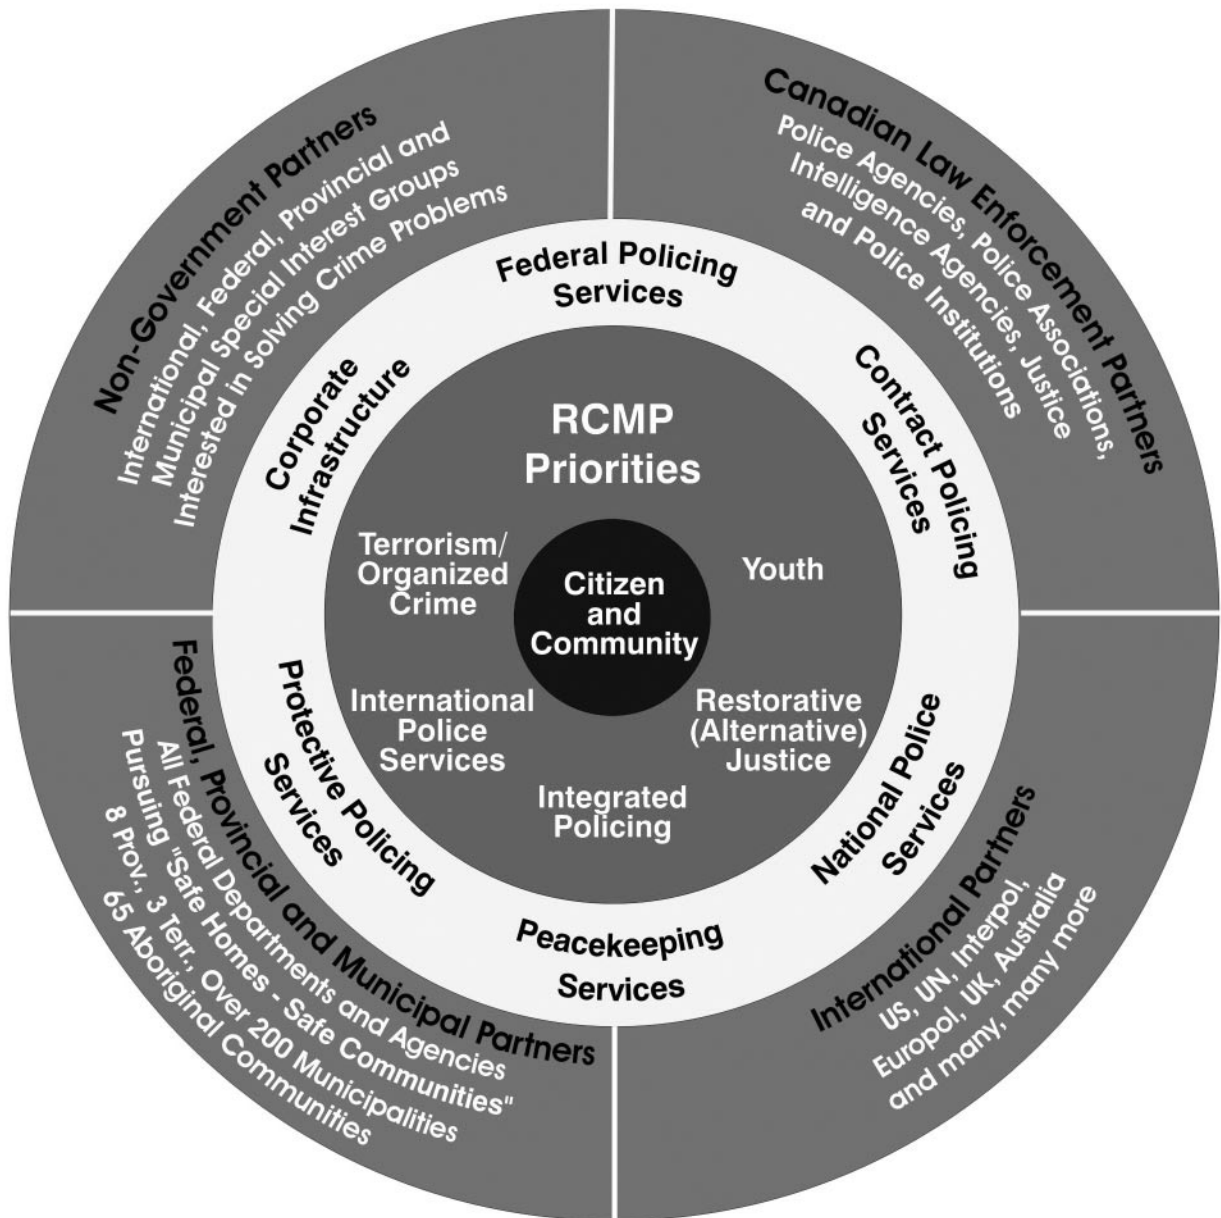 Non-Government Partners
International, Federal, Provincial and
Municipal Special Interest Groups
Interested in Solving Crime Problems
Canadian Law Enforcement Partners
Police Agencies, Police Associations,
Intelligence Agencies, Justice
and Police Institutions
Federal Policing
Services
Corporate
Infrastructure
Contract Policing
Services
RCMP
Priorities
Terrorism/
Organized
Crime
Citizen
and
Community
Youth
International
Police
Services
Restorative
(Alternative)
Justice
Integrated
Policing
Protective Policing
Services
National Police
Services
Peacekeeping
Services
Federal, Provincial and Municipal Partners
All Federal Departments and Agencies
Pursuing "Safe Homes - Safe Communities"
8 Prov., 3 Terr., Over 200 Municipalities
65 Aboriginal Communities
International Partners
US, UN, Interpol,
Europol, UK, Australia
and many, many more